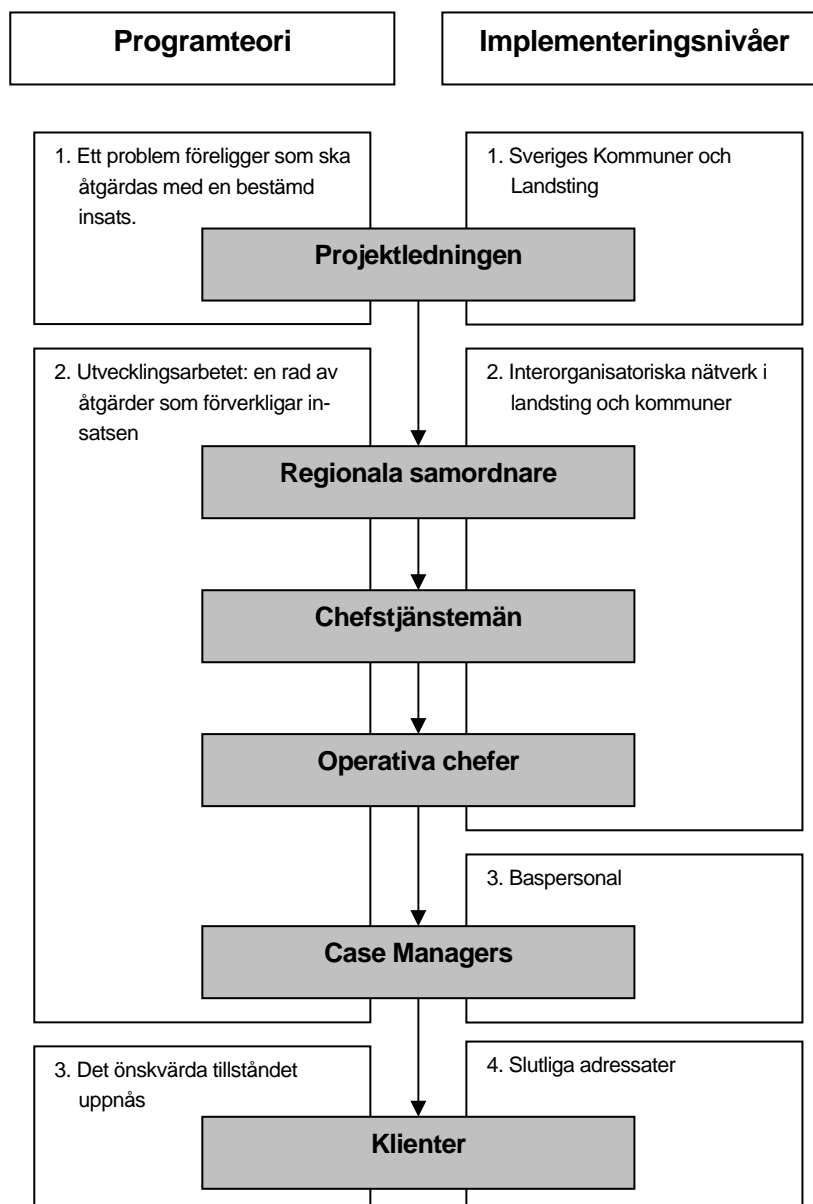 Programteori
Implementeringsnivåer
1. Ett problem föreligger som ska
åtgärdas med en bestämd
insats.
1. Sveriges Kommuner och
Landsting
Projektledningen
2. Utvecklingsarbetet: en rad av
åtgärder som förverkligar in-
satsen
2. Interorganisatoriska nätverk i
landsting och kommuner
Regionala samordnare
Chefstjänstemän
Operativa chefer
3. Baspersonal
Case Managers
3. Det önskvärda tillståndet
uppnås
4. Slutliga adressater
Klienter